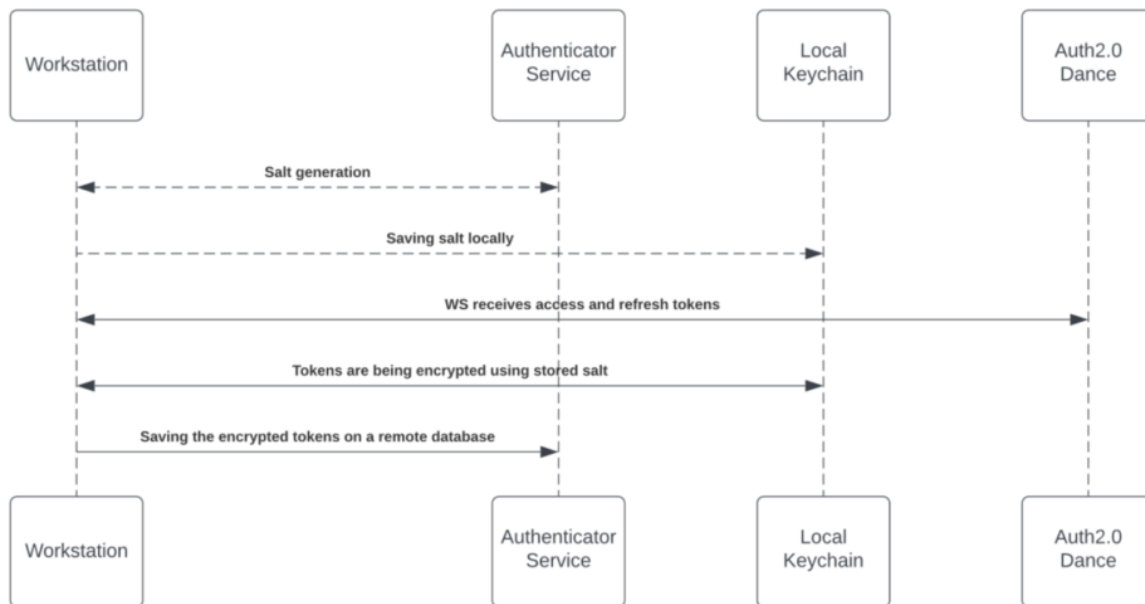 Workstation
Authenticator
Service
Local
Keychain
Auth2.0
Dance
Salt generation
Saving salt locally
WS receives access and refresh tokens
Tokens are being encrypted using stored salt
Saving the encrypted tokens on a remote database
Workstation
Authenticator
Service
Local
Keychain
Auth2.0
Dance